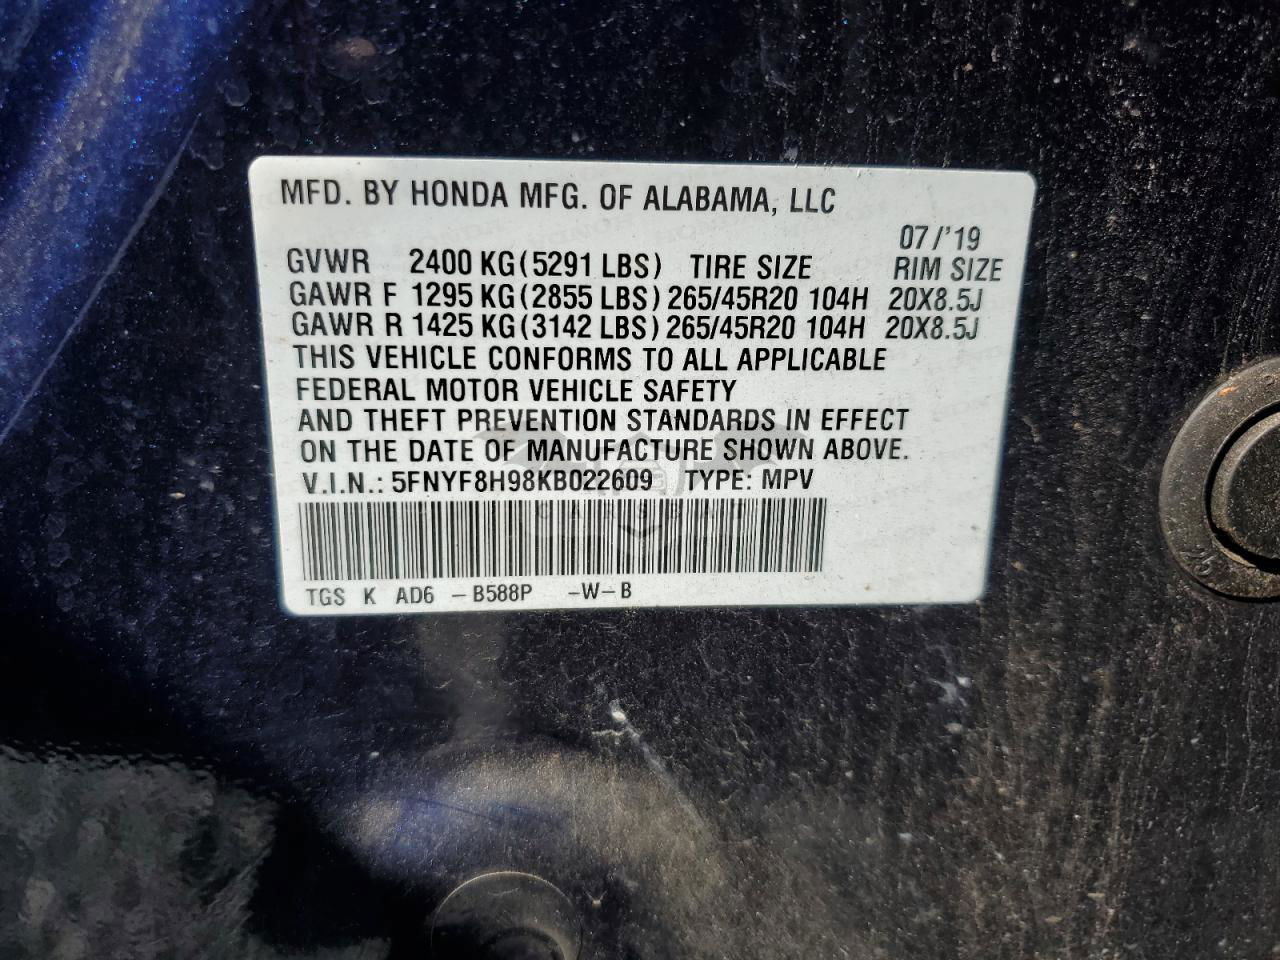 MFD. BY HONDA MFG. OF ALABAMA, LLC
07/'19
GVWR 2400 KG (5291 LBS) TIRE SIZE RIM SIZE
GAWR F 1295 KG (2855 LBS) 265/45R20 104H 20X8.5J
GAWR R 1425 KG (3142 LBS) 265/45R20 104H 20X8.5J
THIS VEHICLE CONFORMS TO ALL APPLICABLE
FEDERAL MOTOR VEHICLE SAFETY
AND THEFT PREVENTION STANDARDS IN EFFECT
ON THE DATE OF MANUFACTURE SHOWN ABOVE.
V.I.N.: 5FNYF8H98KB022609 TYPE: MPV
TGS K AD6 -B588P -W-B